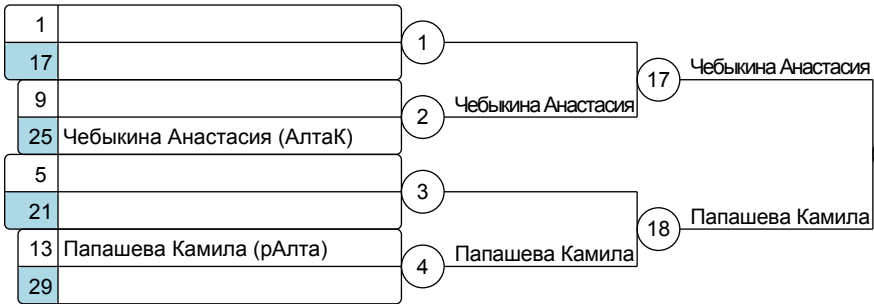 1
17
1
9
25 Чебыкина Анастасия (АлтаК)
2
Чебыкина Анастасия
17
Чебыкина Анастасия
5
21
3
13 Папашева Камила (рАлта)
29
4
Папашева Камила
18
Папашева Камила